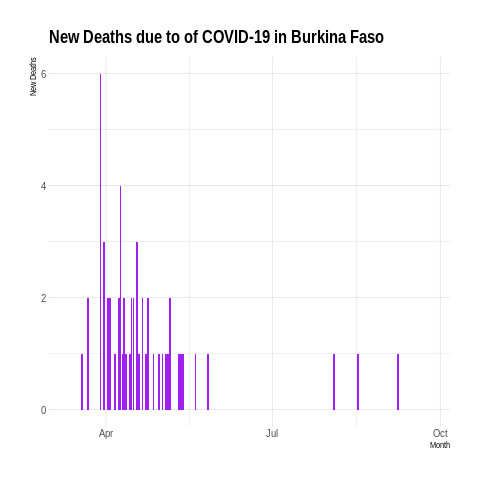 New Deaths due to of COVID-19 in Burkina Faso
New Deaths
6
4
2
0
Apr
Jul
Oct
Month